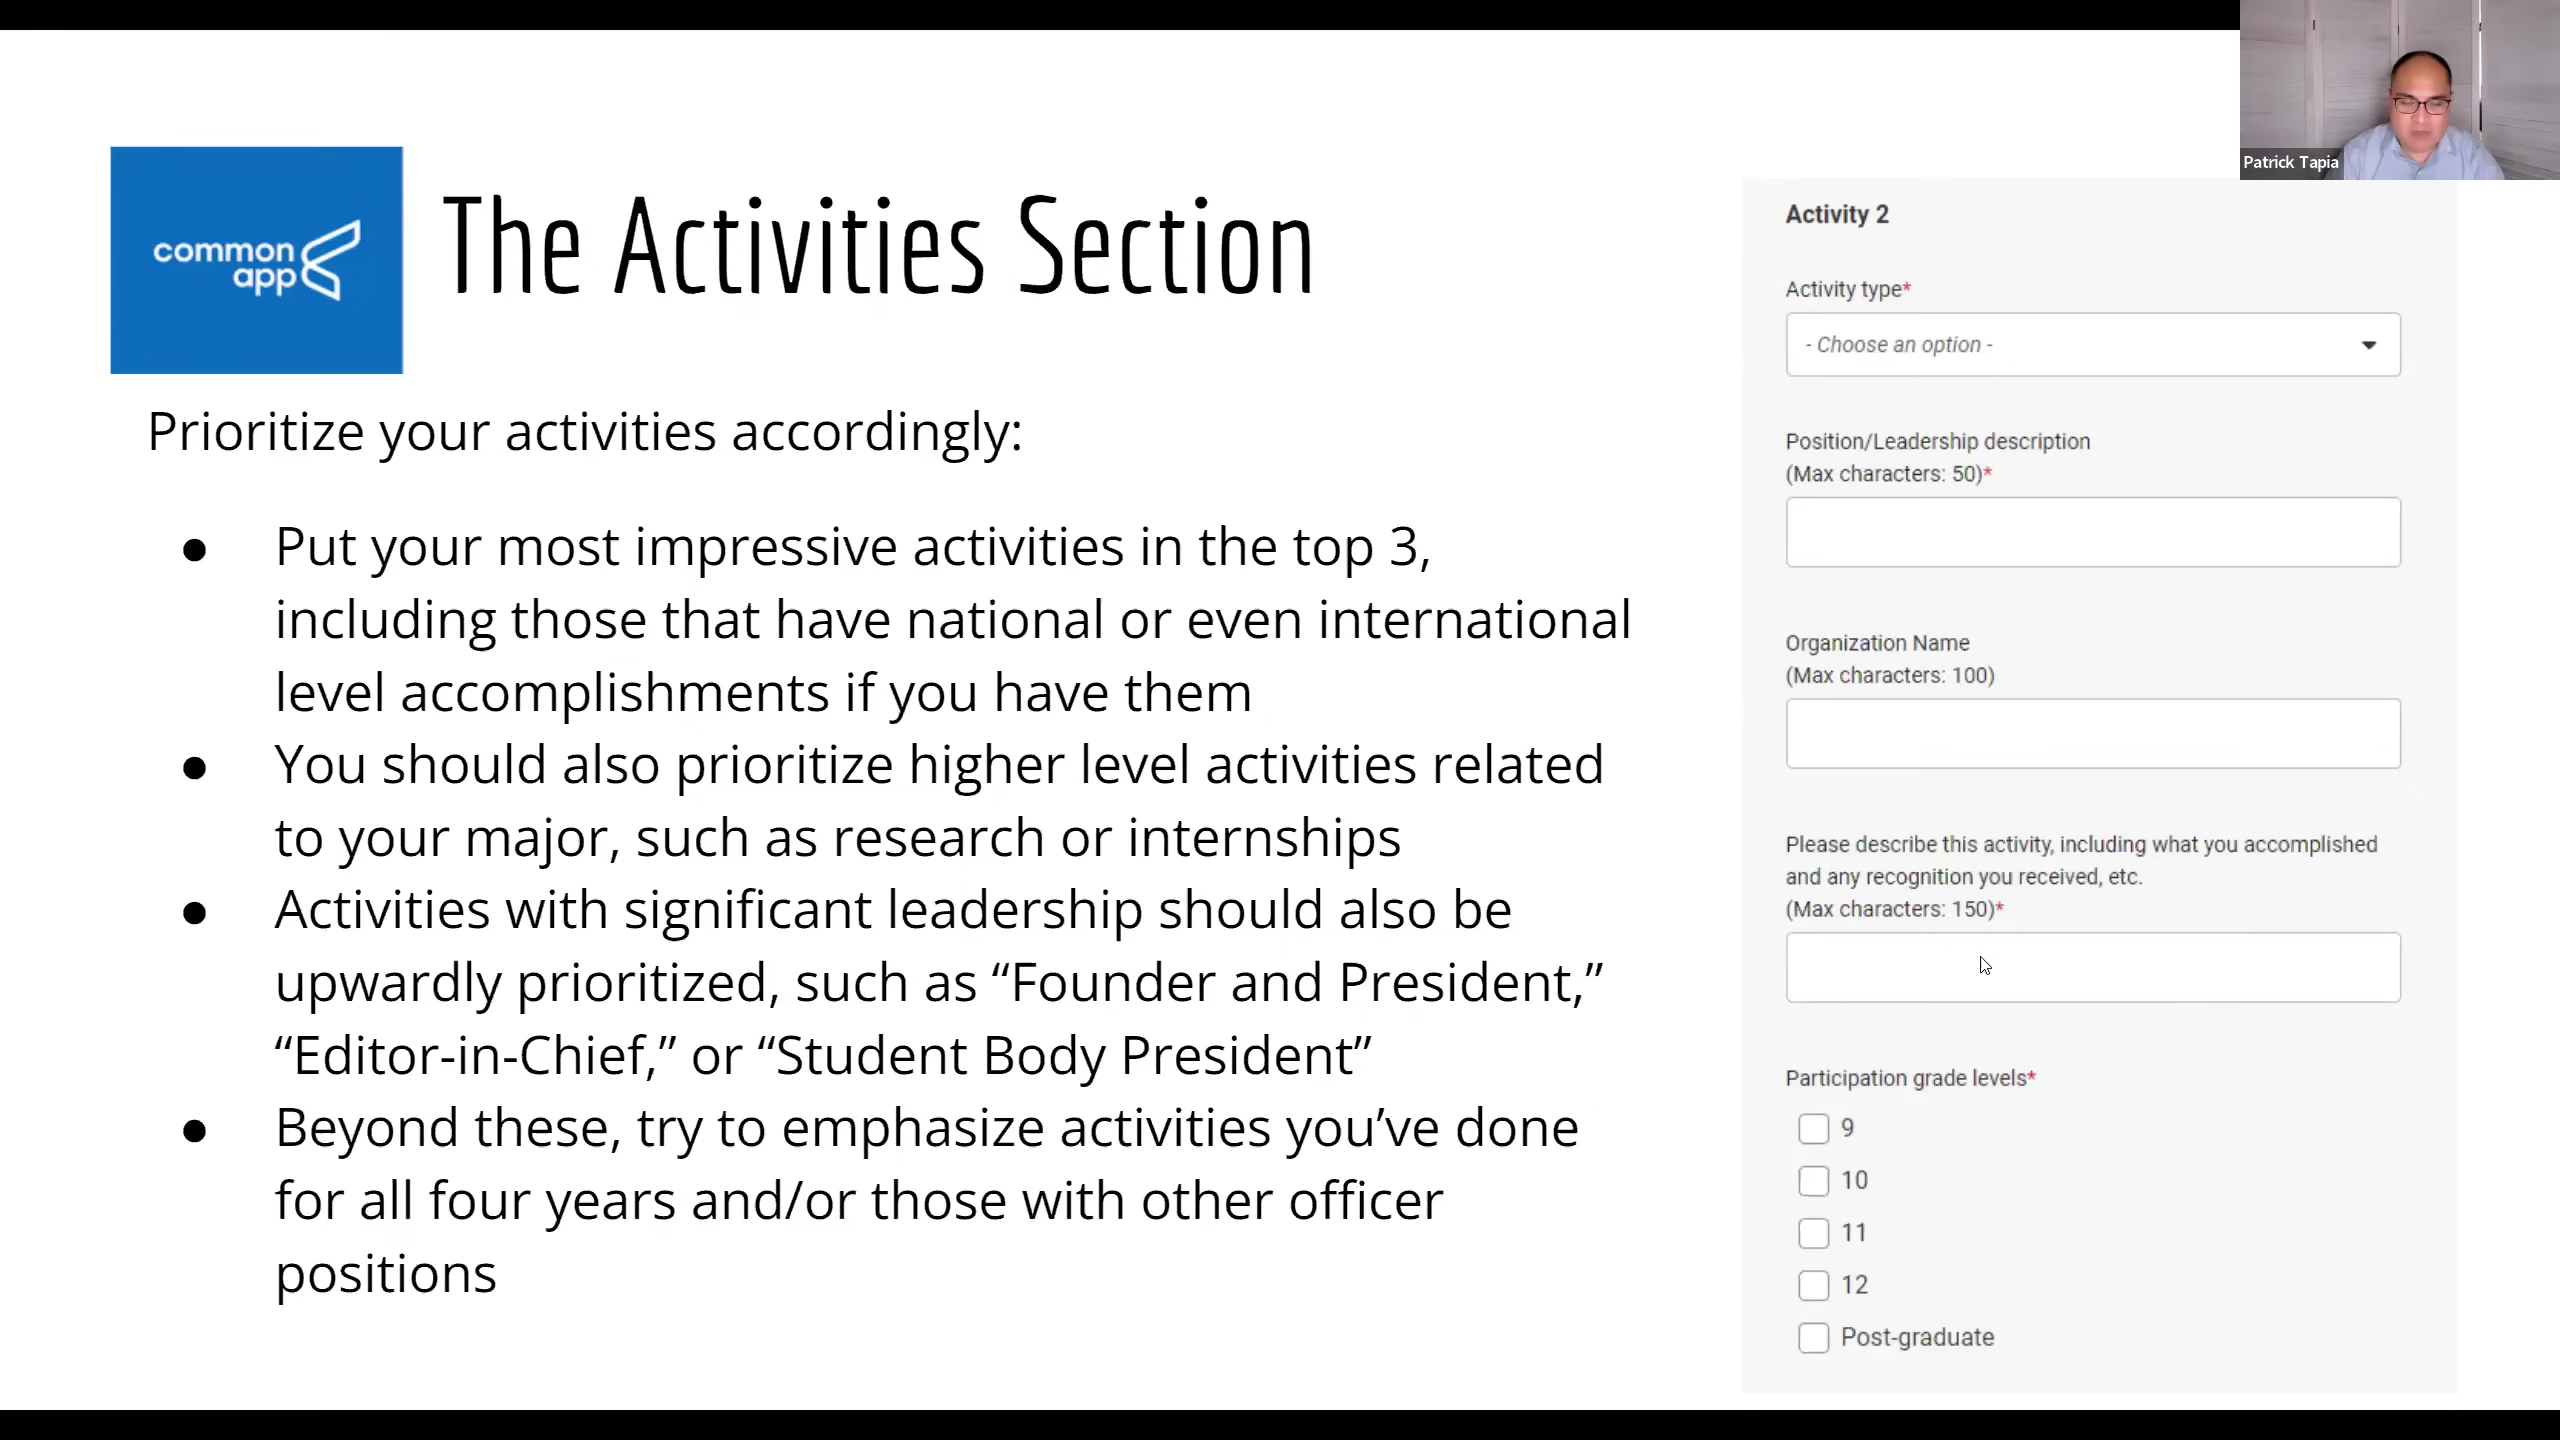 Patrick Tapia
common
app
The Activities Section
Prioritize your activities accordingly:
● Put your most impressive activities in the top 3,
including those that have national or even international
level accomplishments if you have them
● You should also prioritize higher level activities related
to your major, such as research or internships
● Activities with significant leadership should also be
upwardly prioritized, such as “Founder and President,”
“Editor-in-Chief,” or “Student Body President”
● Beyond these, try to emphasize activities you’ve done
for all four years and/or those with other officer
positions
Activity 2
Activity type*
- Choose an option -
Position/Leadership description
(Max characters: 50)*
Organization Name
(Max characters: 100)
Please describe this activity, including what you accomplished
and any recognition you received, etc.
(Max characters: 150)*
Participation grade levels*
9
10
11
12
Post-graduate